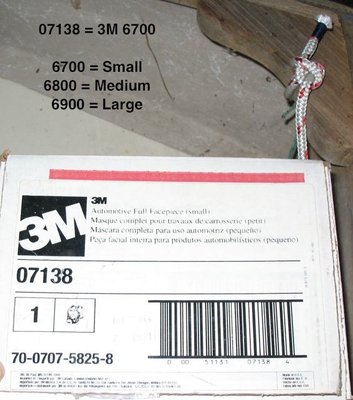 07138 = 3M 6700
6700 = Small
6800 = Medium
6900 = Large
3M
3M
Automotive Full Facepiece (small)
Masque complet pour travaux de carrosserie (petit)
Máscara completa para uso automotriz (pequeño)
Peça facial interra para produtos automobilísticos (pequeno)
07138
1
70-0707-5825-8
0 00 51131 07138 4